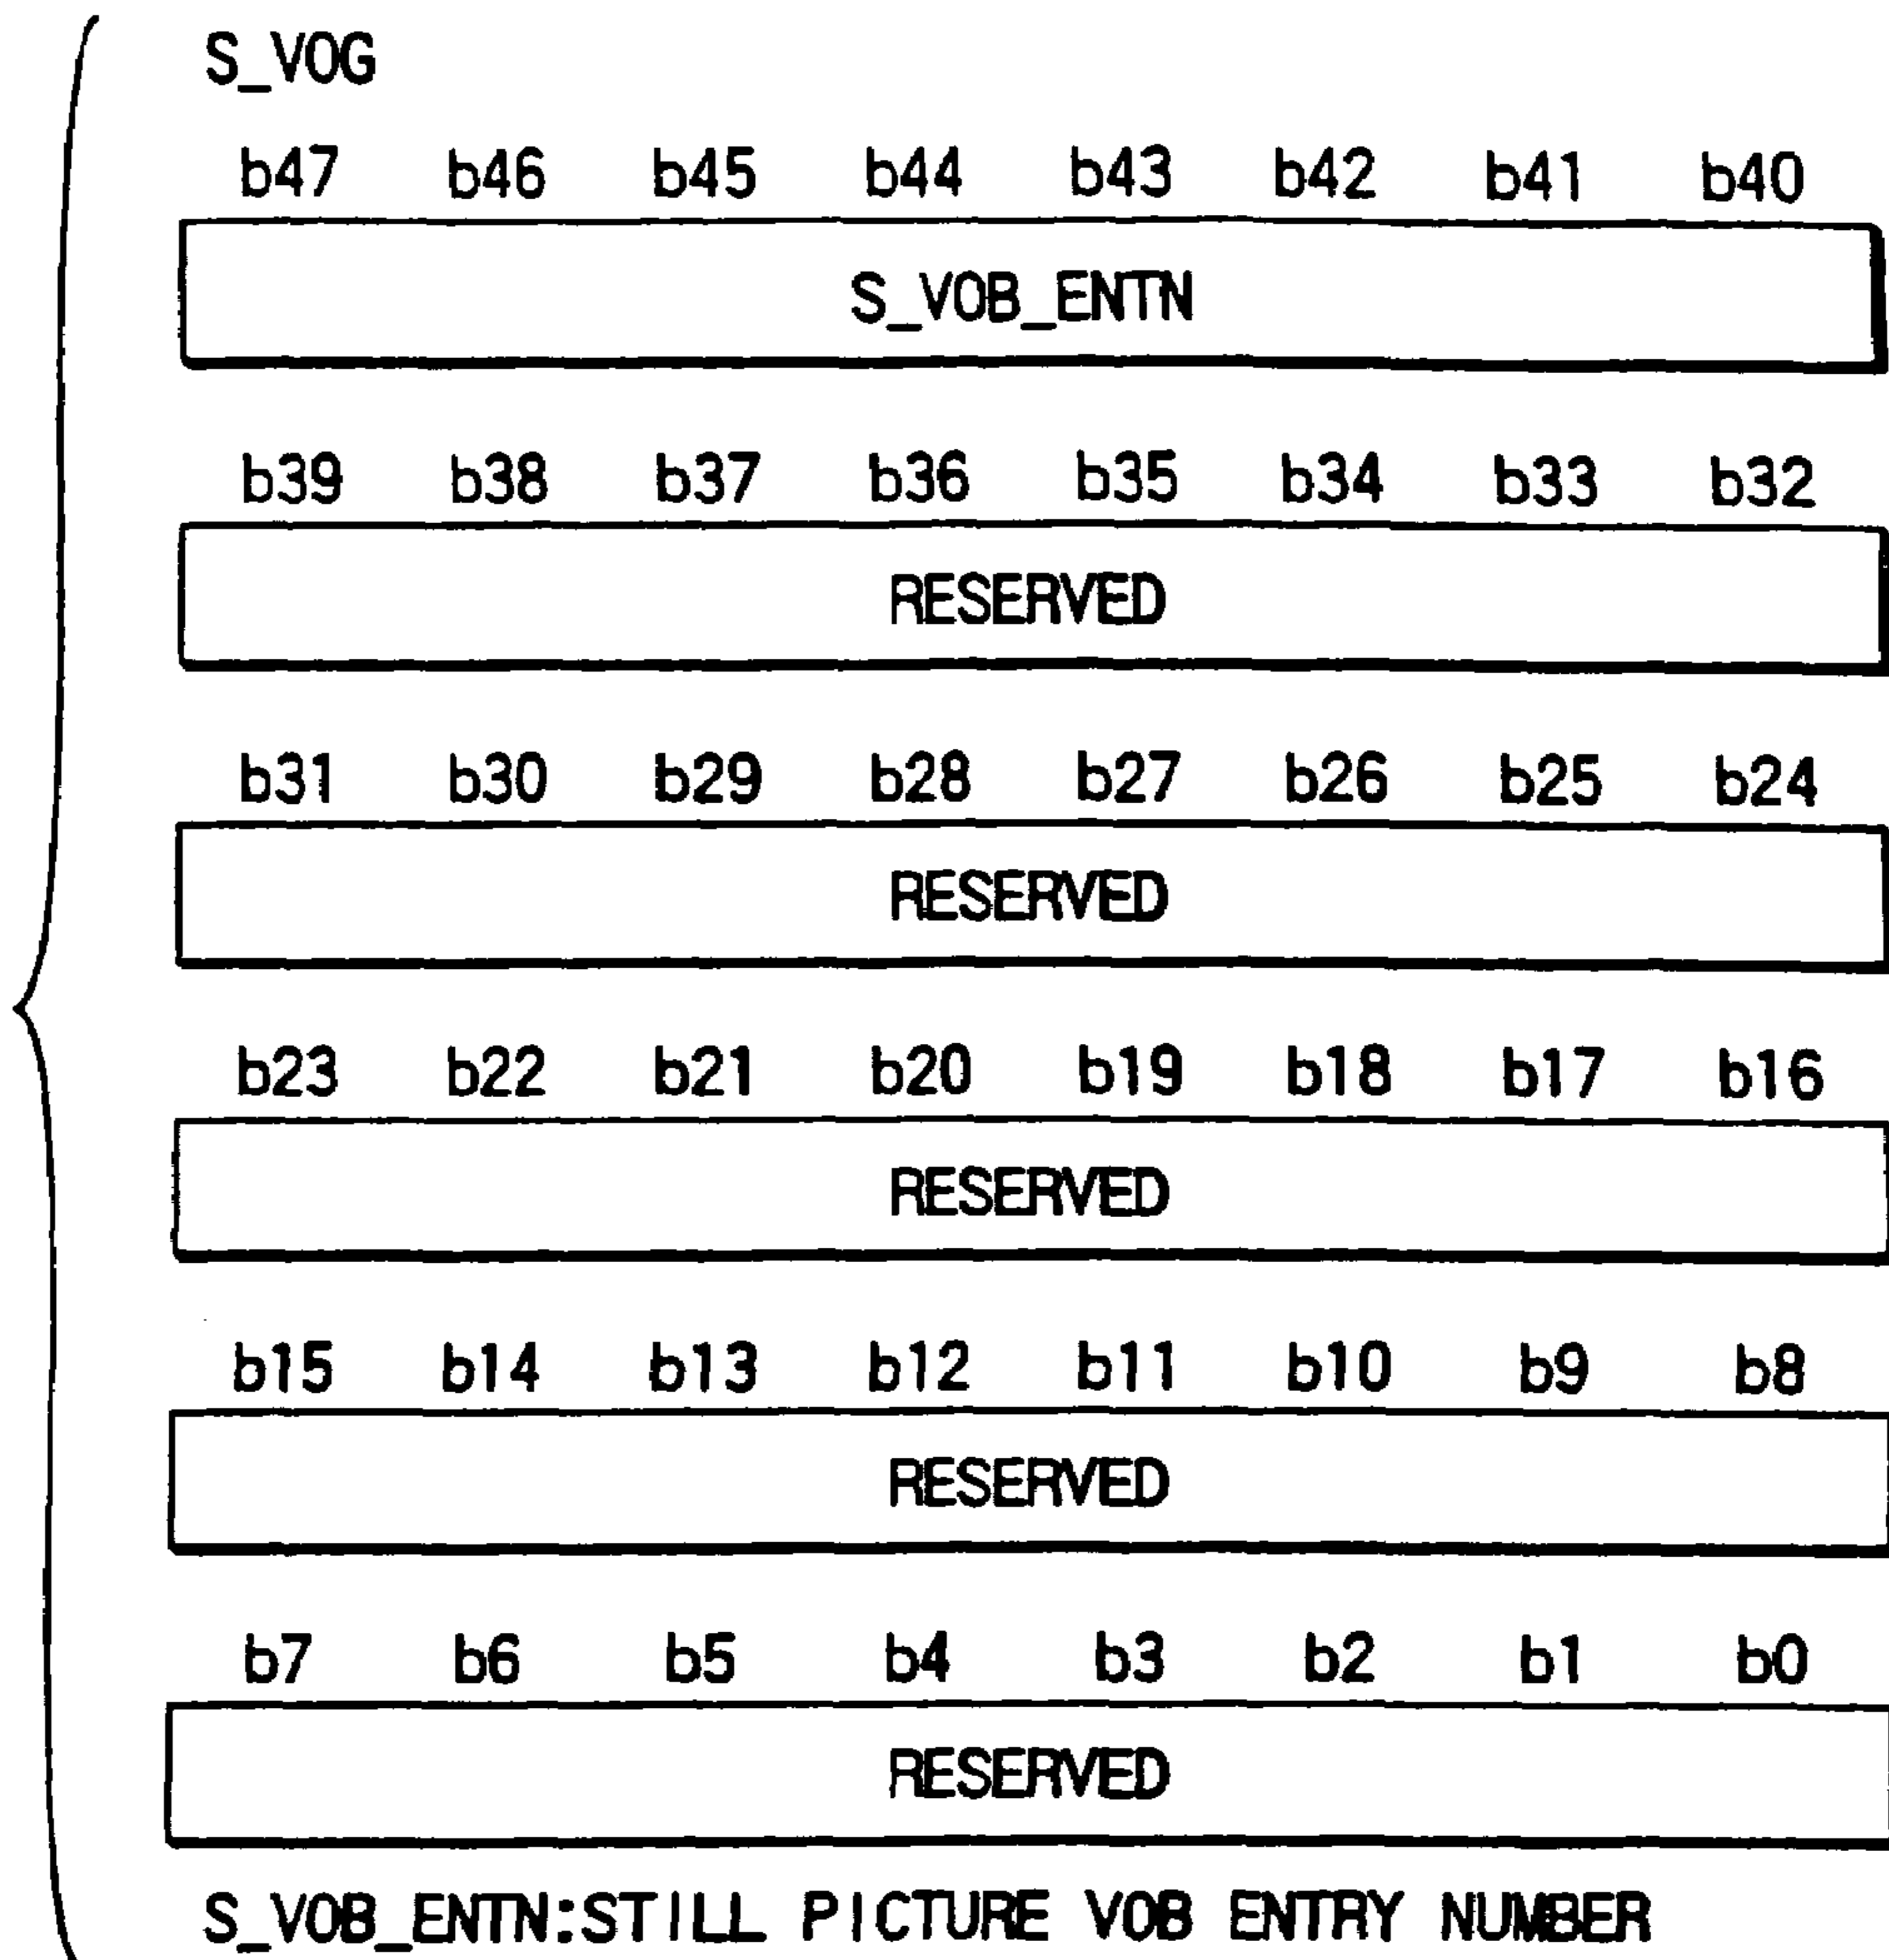 S_VOG
b47 b46 b45 b44 b43 b42 b41 b40
S_VOB_ENTN
b39 b38 b37 b36 b35 b34 b33 b32
RESERVED
b31 b30 b29 b28 b27 b26 b25 b24
RESERVED
b23 b22 b21 b20 b19 b18 b17 b16
RESERVED
b15 b14 b13 b12 b11 b10 b9 b8
RESERVED
b7 b6 b5 b4 b3 b2 b1 b0
RESERVED
S_VOB_ENTN:STILL PICTURE VOB ENTRY NUMBER